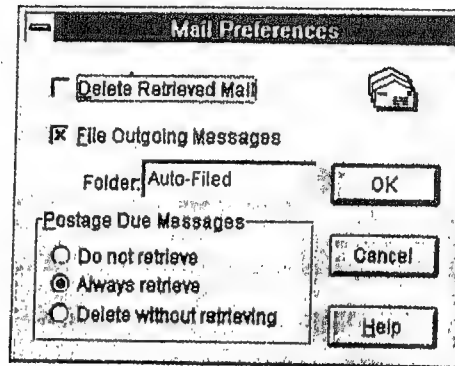 Mail Preferences
Delete Retrieved Mail
File Outgoing Messages
Folder: Auto-Filed
OK
Postage Due Messages
Do not retrieve
Always retrieve
Delete without retrieving
Cancel
Help